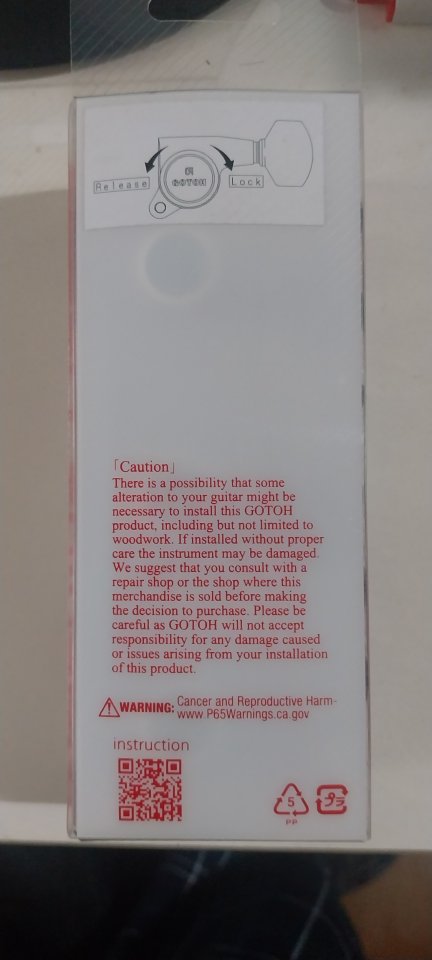 Release
GOTOH
Lock
「Caution」
There is a possibility that some
alteration to your guitar might be
necessary to install this GOTOH
product, including but not limited to
woodwork. If installed without proper
care the instrument may be damaged.
We suggest that you consult with a
repair shop or the shop where this
merchandise is sold before making
the decision to purchase. Please be
careful as GOTOH will not accept
responsibility for any damage caused
or issues arising from your installation
of this product.
WARNING: Cancer and Reproductive Harm-
www.P65Warnings.ca.gov
instruction
5
PP
プラ